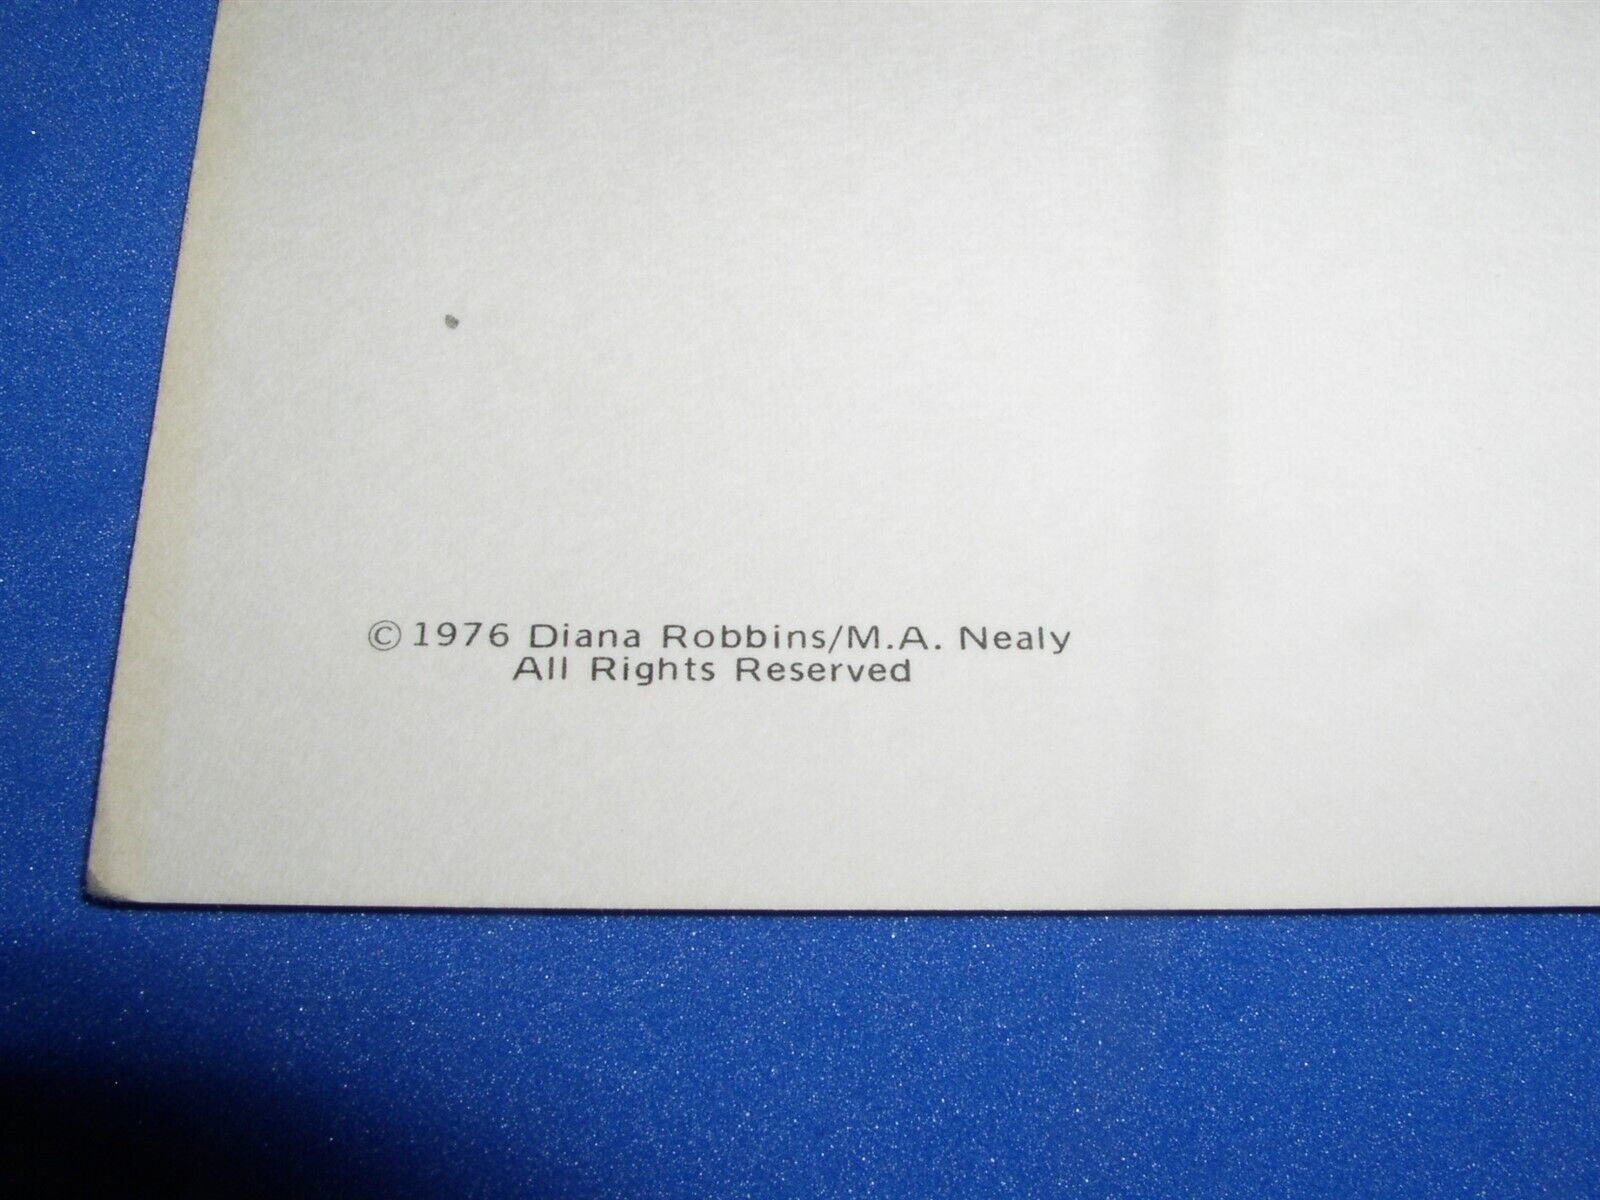 ©1976 Diana Robbins/M.A. Nealy
All Rights Reserved